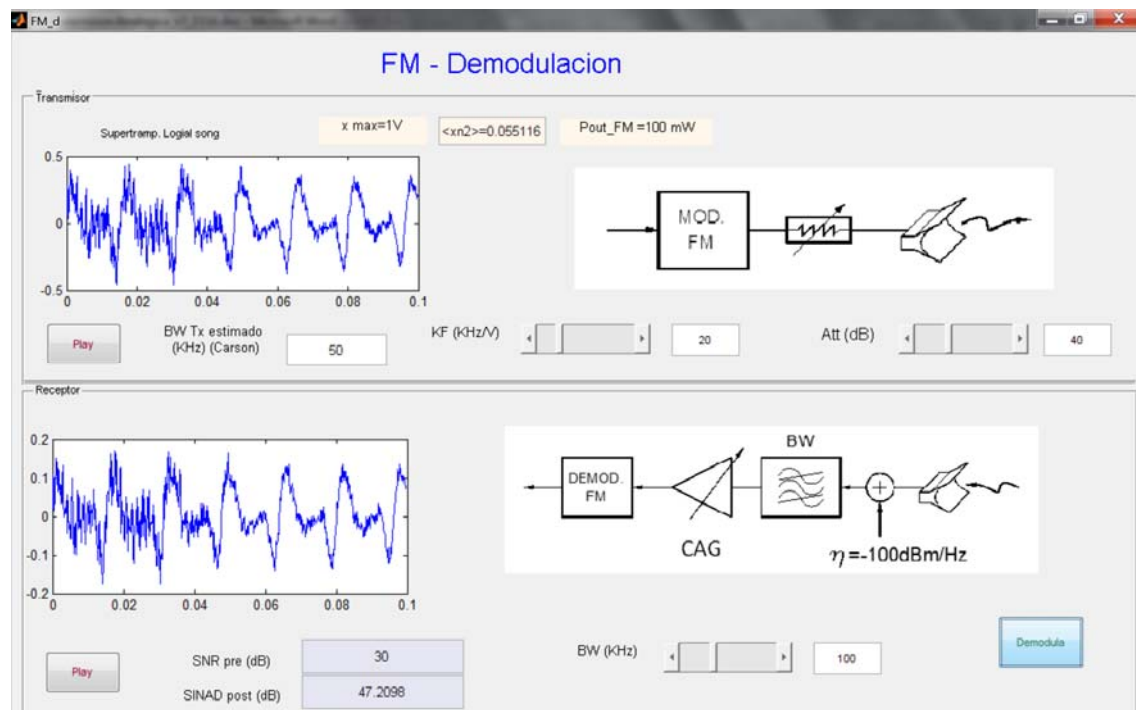 FM_d
FM - Demodulacion
Transmisor
Supertramp. Logial song
x max=1V
<xn2>=0.055116
Pout_FM =100 mW
0.5
0
-0.5
0 0.02 0.04 0.06 0.08 0.1
MOD.
FM
Play
BW Tx estimado
(KHz) (Carson)
50
KF (KHz/V)
20
Att (dB)
40
Receptor
0.2
0.1
0
-0.1
-0.2
0 0.02 0.04 0.06 0.08 0.1
BW
DEMOD.
FM
CAG
η =-100dBm/Hz
Play
SNR pre (dB)
30
SINAD post (dB)
47.2098
BW (KHz)
100
Demodula